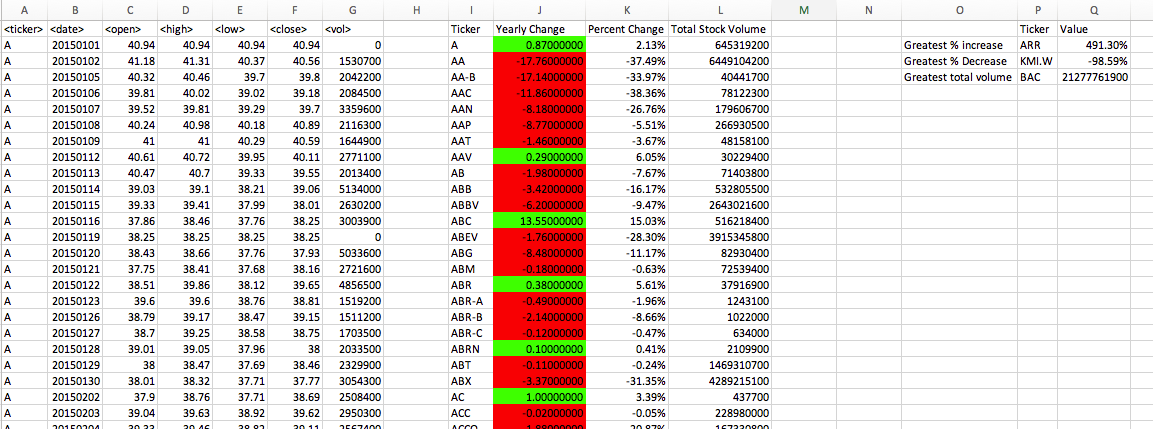 A B C D E F G H I J K L M N O P Q
<ticker> <date> <open> <high> <low> <close> <vol> Ticker Yearly Change Percent Change Total Stock Volume Ticker Value
A 20150101 40.94 40.94 40.94 40.94 0 A 0.87000000 2.13% 645319200 Greatest % increase ARR 491.30%
A 20150102 41.18 41.31 40.37 40.56 1530700 AA -17.76000000 -37.49% 6449104200 Greatest % Decrease KMI.W -98.59%
A 20150105 40.32 40.46 39.7 39.8 2042200 AA-B -17.14000000 -33.97% 40441700 Greatest total volume BAC 21277761900
A 20150106 39.81 40.02 39.02 39.18 2084500 AAC -11.86000000 -38.36% 78122300
A 20150107 39.52 39.81 39.29 39.7 3359600 AAN -8.18000000 -26.76% 179606700
A 20150108 40.24 40.98 40.18 40.89 2116300 AAP -8.77000000 -5.51% 266930500
A 20150109 41 41 40.29 40.59 1644900 AAT -1.46000000 -3.67% 48158100
A 20150112 40.61 40.72 39.95 40.11 2771100 AAV 0.29000000 6.05% 30229400
A 20150113 40.47 40.7 39.33 39.55 2013400 AB -1.98000000 -7.67% 71403800
A 20150114 39.03 39.1 38.21 39.06 5134000 ABB -3.42000000 -16.17% 532805500
A 20150115 39.33 39.41 37.99 38.01 2630200 ABBV -6.20000000 -9.47% 2643021600
A 20150116 37.86 38.46 37.76 38.25 3003900 ABC 13.55000000 15.03% 516218400
A 20150119 38.25 38.25 38.25 38.25 0 ABEV -1.76000000 -28.30% 3915345800
A 20150120 38.43 38.66 37.76 37.93 5033600 ABG -8.48000000 -11.17% 82930400
A 20150121 37.75 38.41 37.68 38.16 2721600 ABM -0.18000000 -0.63% 72539400
A 20150122 38.51 39.86 38.12 39.65 4856500 ABR 0.38000000 5.61% 37916900
A 20150123 39.6 39.6 38.76 38.81 1519200 ABR-A -0.49000000 -1.96% 1243100
A 20150126 38.79 39.17 38.47 39.15 1511200 ABR-B -2.14000000 -8.66% 1022000
A 20150127 38.7 39.25 38.58 38.75 1703500 ABR-C -0.12000000 -0.47% 634000
A 20150128 39.01 39.05 37.96 38 2033500 ABRN 0.10000000 0.41% 2109900
A 20150129 38 38.47 37.69 38.46 2329900 ABT -0.11000000 -0.24% 1469310700
A 20150130 38.01 38.32 37.71 37.77 3054300 ABX -3.37000000 -31.35% 4289215100
A 20150202 37.9 38.76 37.71 38.69 2508400 AC 1.00000000 3.39% 437700
A 20150203 39.04 39.63 38.92 39.62 2950300 ACC -0.02000000 -0.05% 228980000